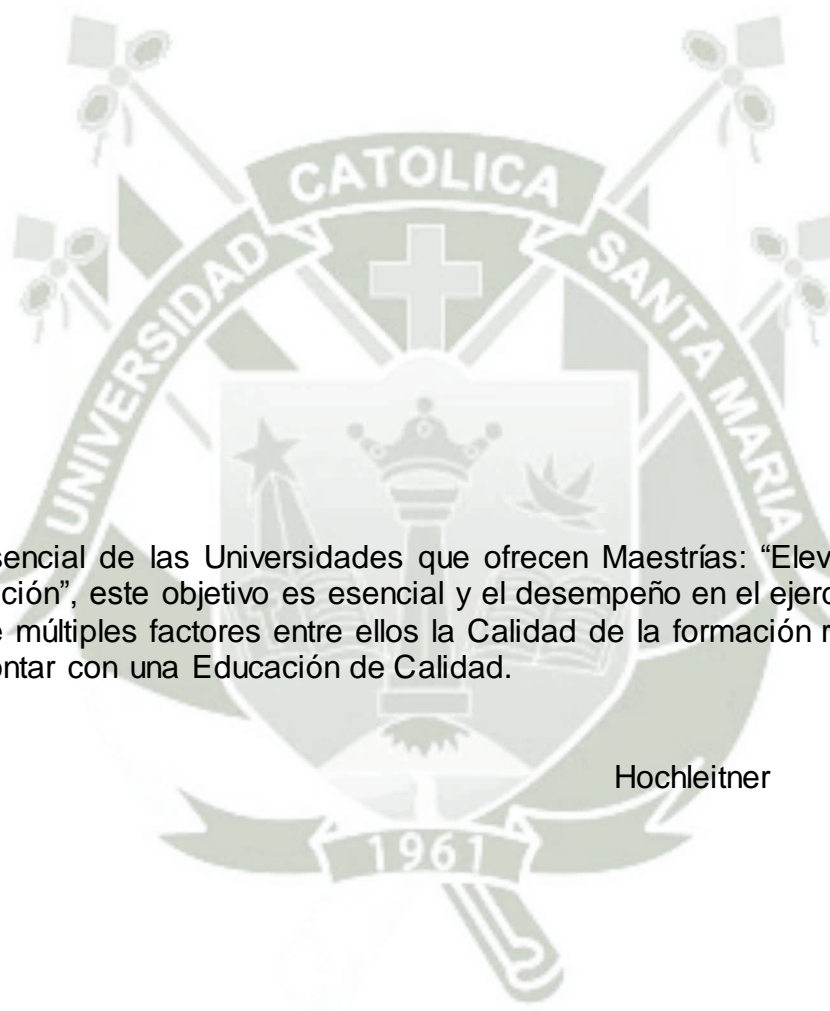 CATOLICA
UNIVERSIDAD
SANTA MARIA
sencial de las Universidades que ofrecen Maestrías: “Elev
ción”, este objetivo es esencial y el desempeño en el ejerc
e múltiples factores entre ellos la Calidad de la formación r
ontar con una Educación de Calidad.
Hochleitner
1961